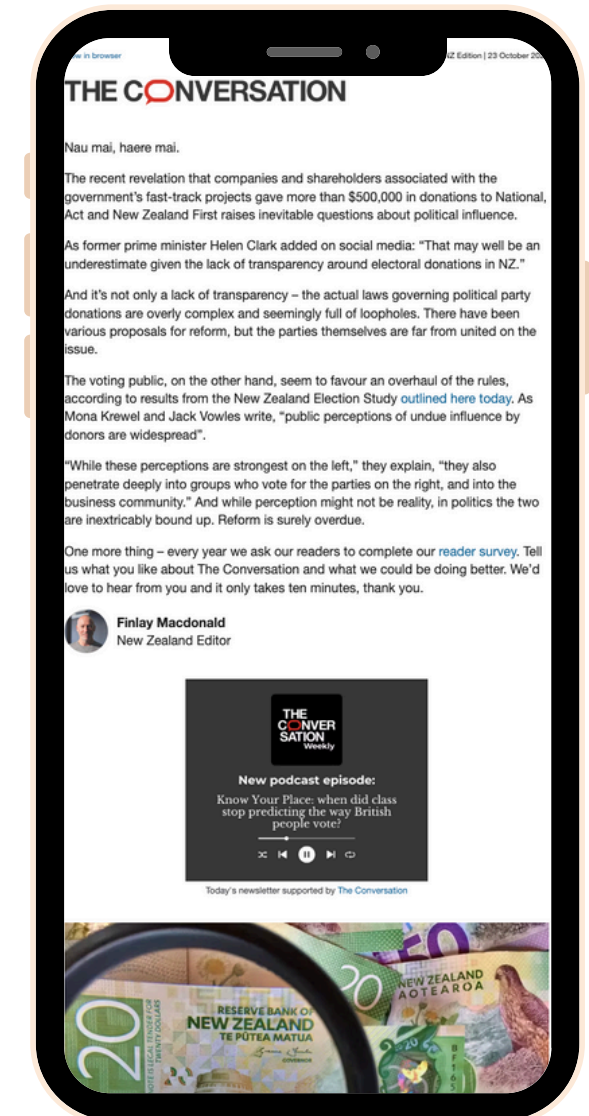 w in browser
NZ Edition | 23 October
THE CONVERSATION
Nau mai, haere mai.
The recent revelation that companies and shareholders associated with the
government’s fast-track projects gave more than $500,000 in donations to National,
Act and New Zealand First raises inevitable questions about political influence.
As former prime minister Helen Clark added on social media: “That may well be an
underestimate given the lack of transparency around electoral donations in NZ.”
And it’s not only a lack of transparency – the actual laws governing political party
donations are overly complex and seemingly full of loopholes. There have been
various proposals for reform, but the parties themselves are far from united on the
issue.
The voting public, on the other hand, seem to favour an overhaul of the rules,
according to results from the New Zealand Election Study outlined here today. As
Mona Krewel and Jack Vowles write, “public perceptions of undue influence by
donors are widespread”.
“While these perceptions are strongest on the left,” they explain, “they also
penetrate deeply into groups who vote for the parties on the right, and into the
business community.” And while perception might not be reality, in politics the two
are inextricably bound up. Reform is surely overdue.
One more thing – every year we ask our readers to complete our reader survey. Tell
us what you like about The Conversation and what we could be doing better. We’d
love to hear from you and it only takes ten minutes, thank you.
Finlay Macdonald
New Zealand Editor
THE
CONVER
SATION
Weekly
New podcast episode:
Know Your Place: when did class
stop predicting the way British
people vote?
Today’s newsletter supported by The Conversation
50
20
NEW ZEALAND
AOTEAROA
20
NOTE IS LEGAL TENDER FOR
TWENTY DOLLARS
RESERVE BANK OF
NEW ZEALAND
TE PŪTEA MATUA
GOVERNOR
20